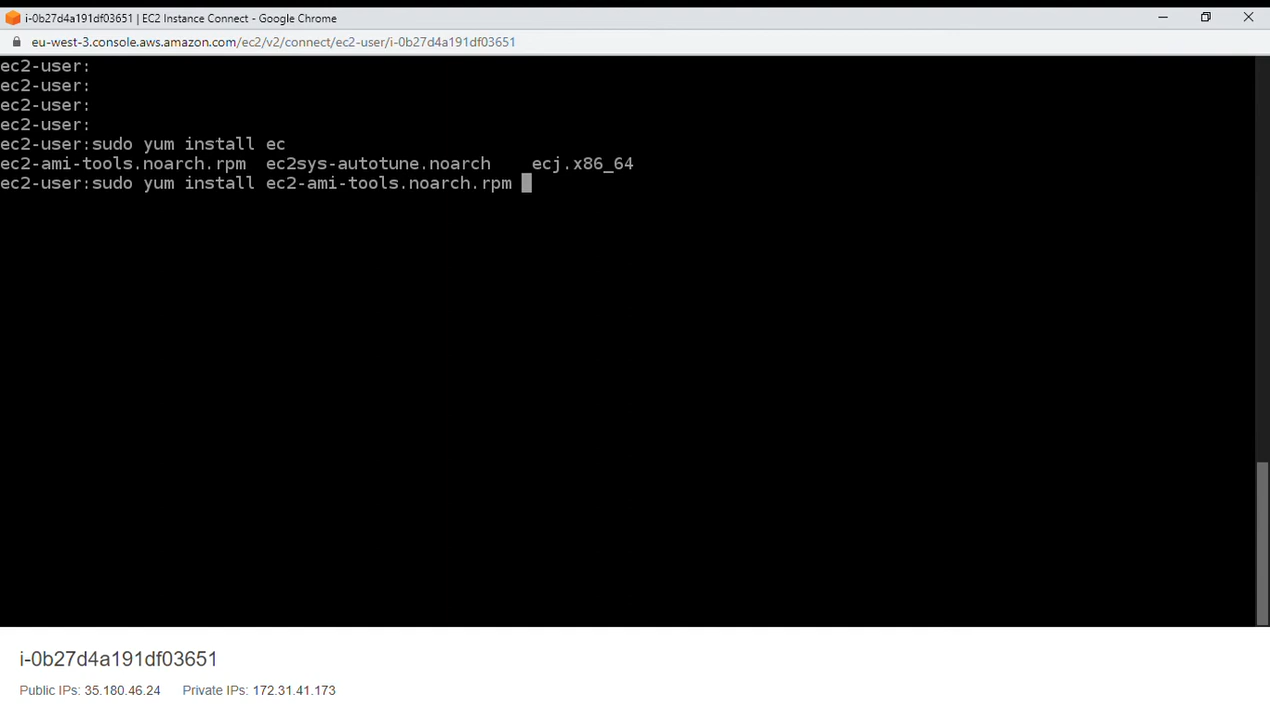 i-0b27d4a191df03651 | EC2 Instance Connect - Google Chrome
eu-west-3.console.aws.amazon.com/ec2/v2/connect/ec2-user/i-0b27d4a191df03651
ec2-user:
ec2-user:
ec2-user:
ec2-user:
ec2-user:sudo yum install ec
ec2-ami-tools.noarch.rpm  ec2sys-autotune.noarch    ecj.x86_64
ec2-user:sudo yum install ec2-ami-tools.noarch.rpm
i-0b27d4a191df03651
Public IPs: 35.180.46.24    Private IPs: 172.31.41.173